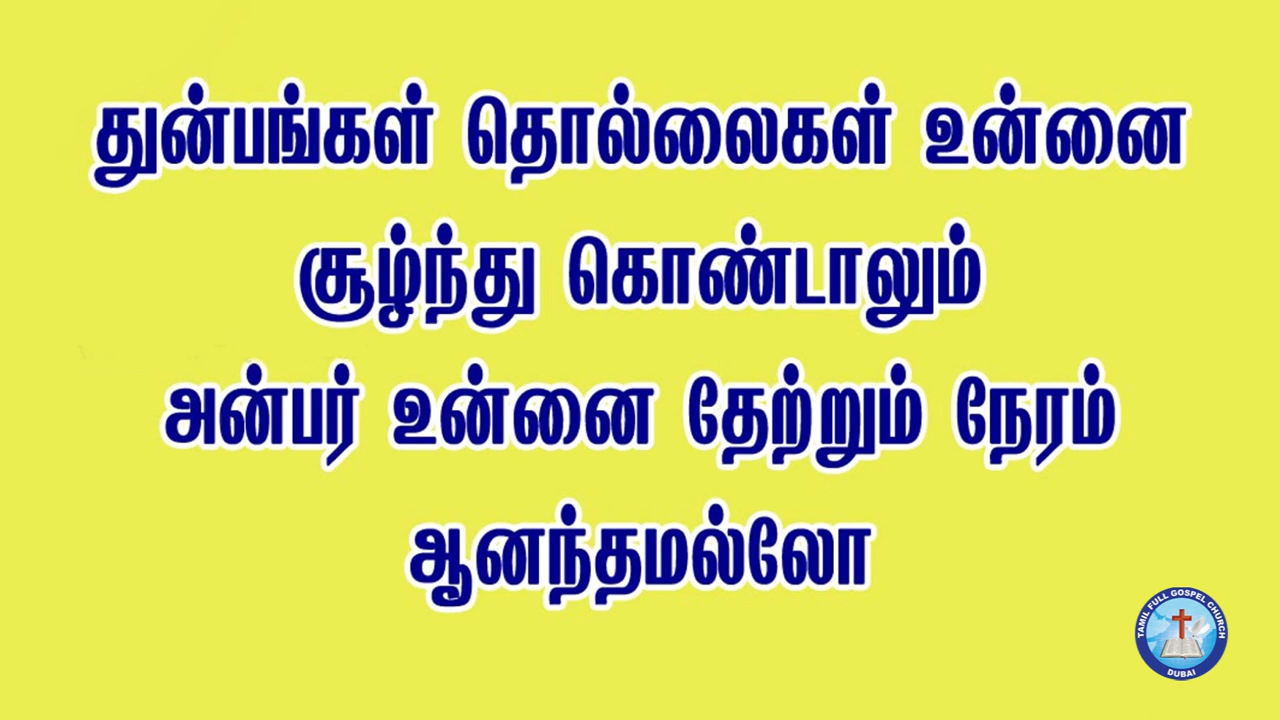 துன்பங்கள் தொல்லைகள் உன்னை
சூழ்ந்து கொண்டாலும்
அன்பர் உன்னை தேற்றும் நேரம்
ஆனந்தமல்லோ
TAMIL FULL GOSPEL CHURCH
DUBAI